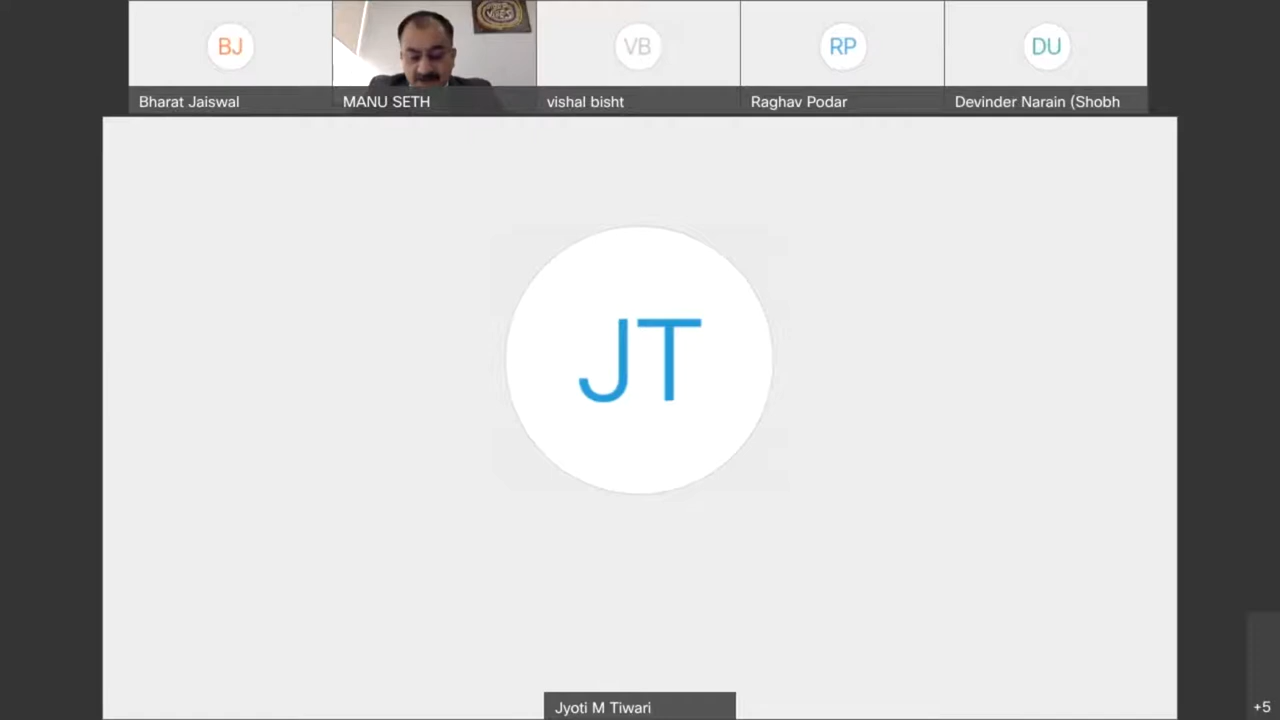 BJ
VB
RP
DU
Bharat Jaiswal
MANU SETH
vishal bisht
Raghav Podar
Devinder Narain (Shobh
JT
Jyoti M Tiwari
+5